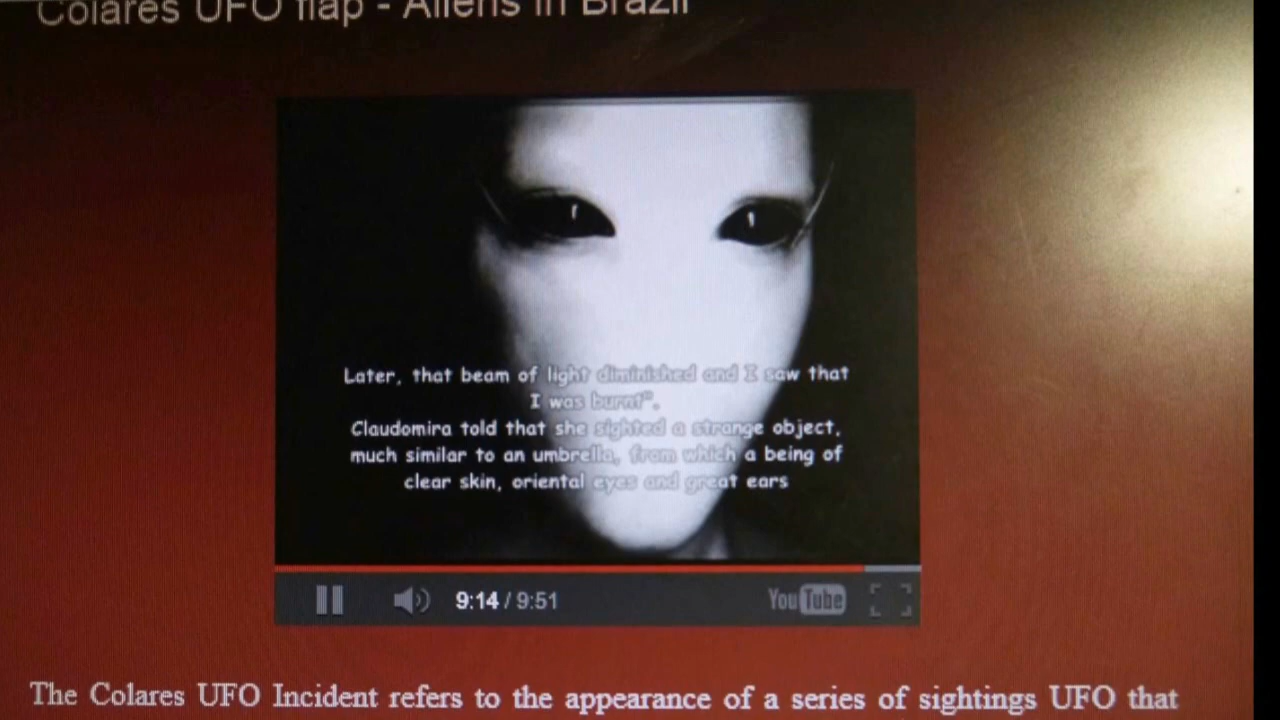 Colares UFO flap - Aliens in Brazil
Later, that beam of light diminished and I saw that
I was burnt".
Claudomira told that she sighted a strange object,
much similar to an umbrella, from which a being of
clear skin, oriental eyes and great ears
9:14 / 9:51
YouTube
The Colares UFO Incident refers to the appearance of a series of sightings UFO that